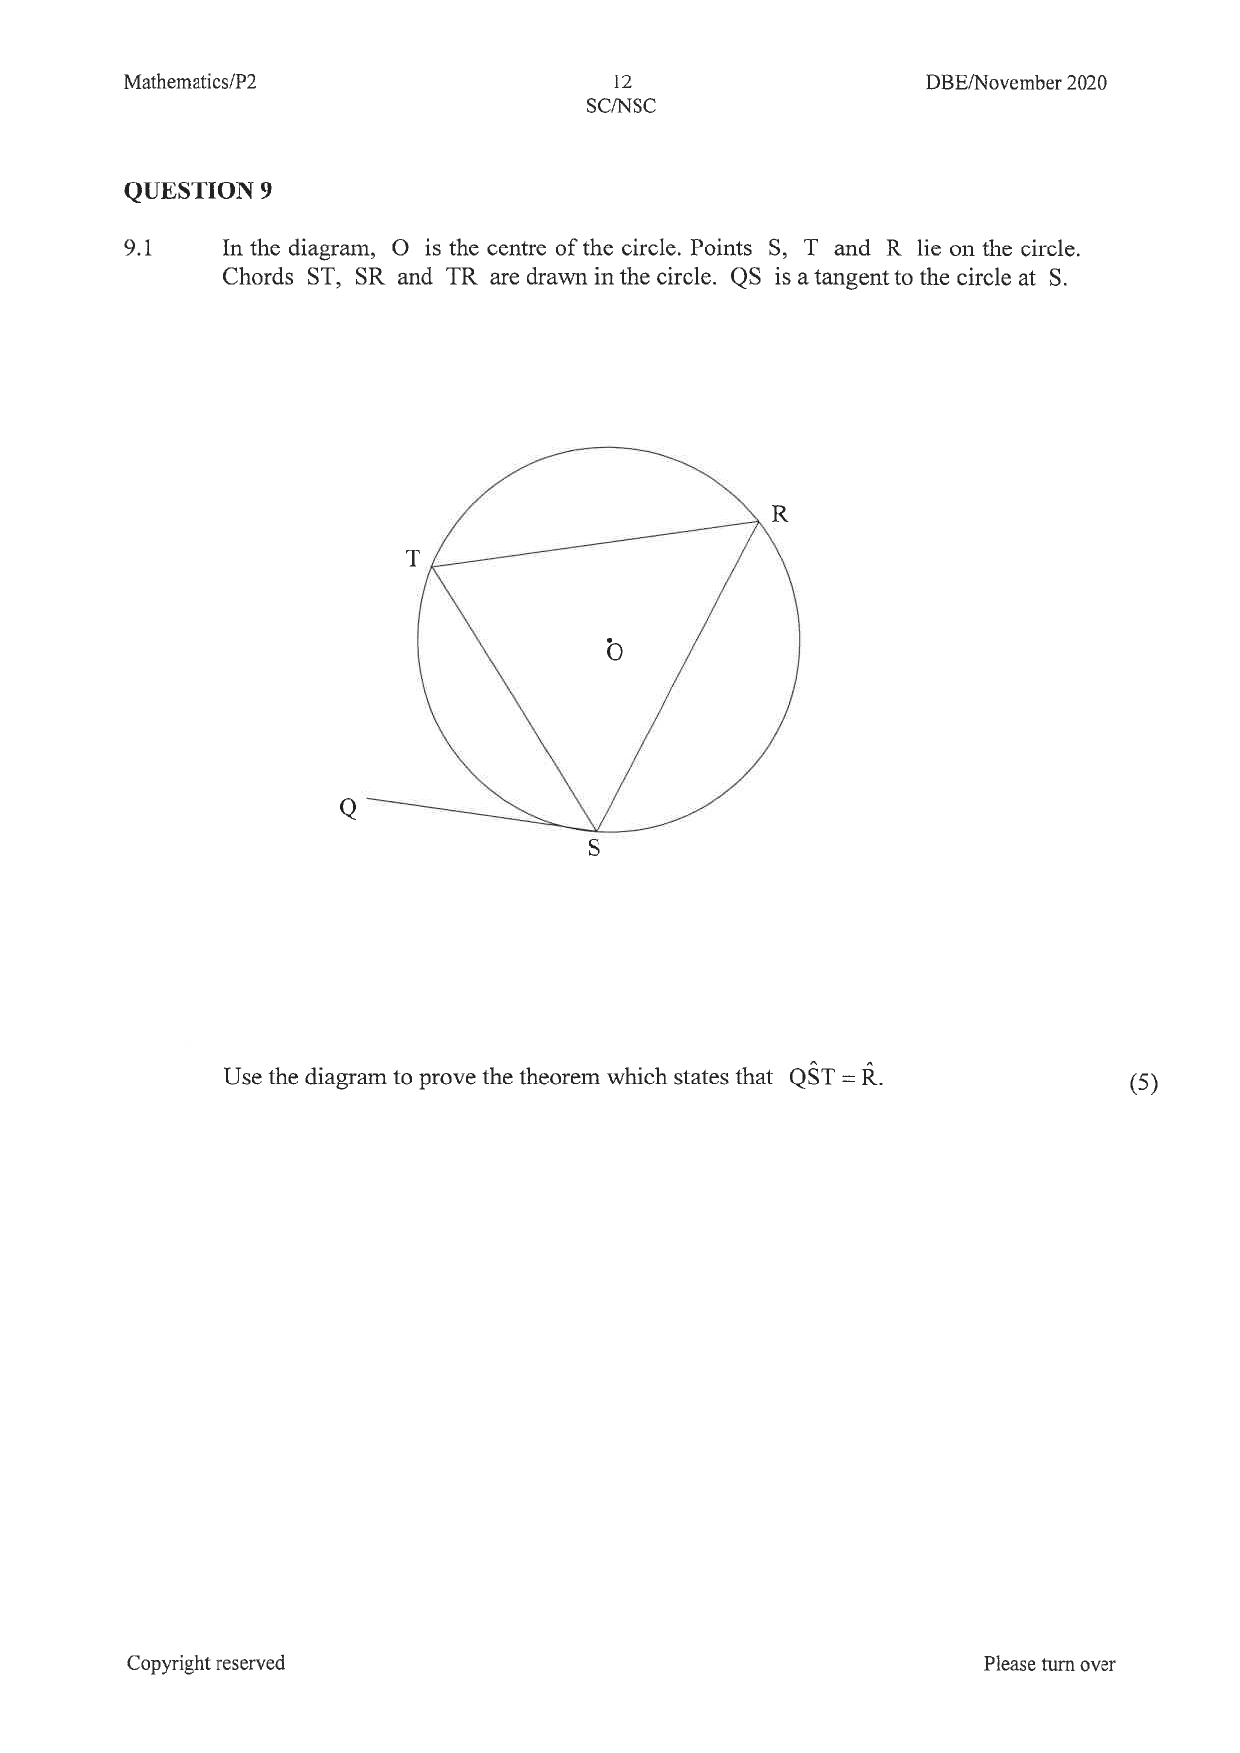 Mathematics/P2 12 DBE/November 2020
SC/NSC
QUESTION 9
9.1 In the diagram, O is the centre of the circle. Points S, T and R lie on the circle.
Chords ST, SR and TR are drawn in the circle. QS is a tangent to the circle at S.
R
T
O
Q
S
Use the diagram to prove the theorem which states that QŜT = R̂. (5)
Copyright reserved Please turn over